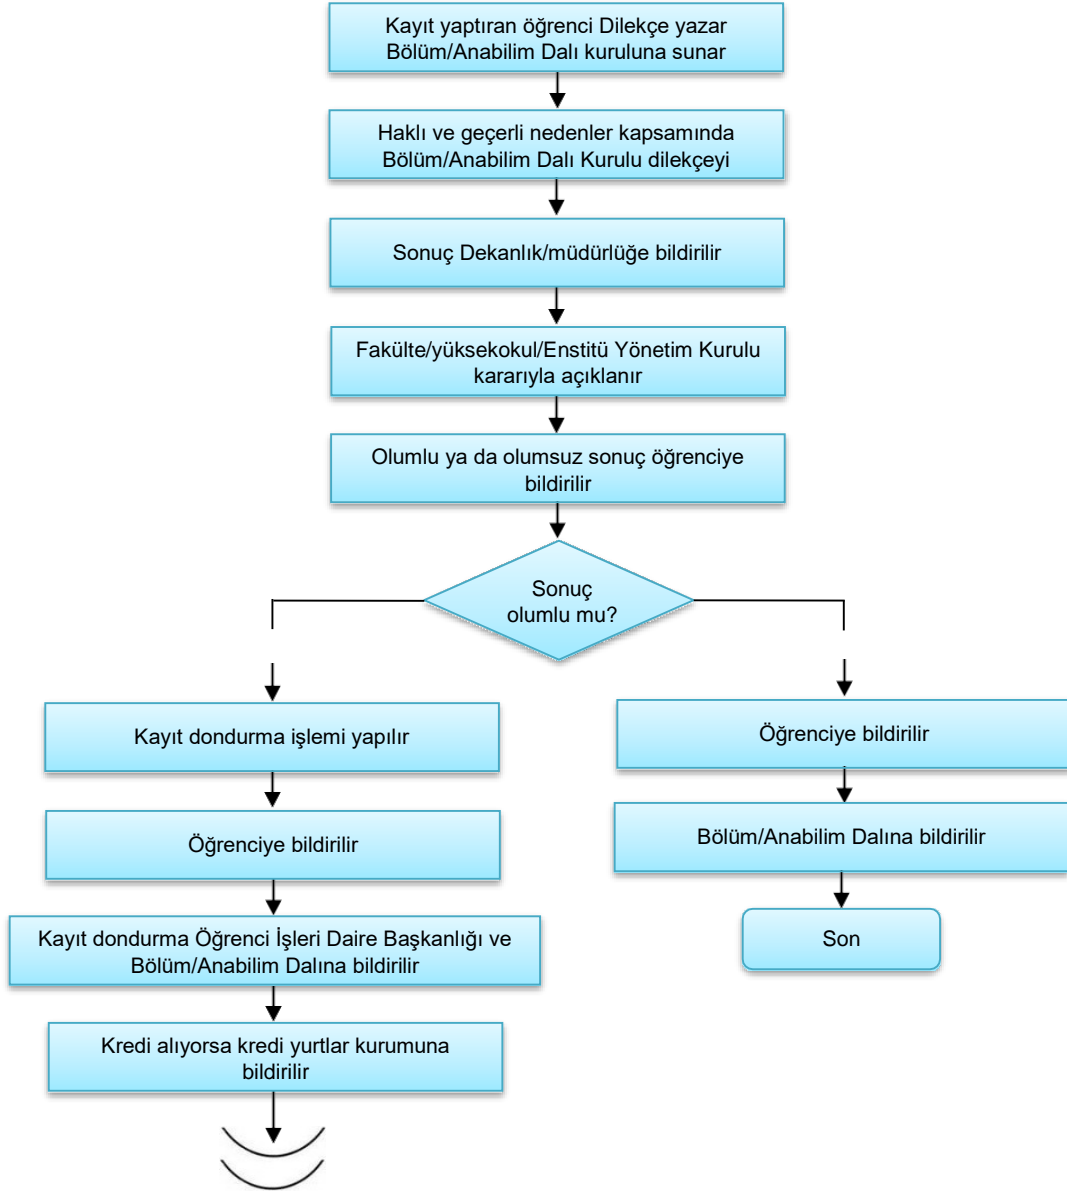 Kayıt yaptıran öğrenci Dilekçe yazar
Bölüm/Anabilim Dalı kuruluna sunar
Haklı ve geçerli nedenler kapsamında
Bölüm/Anabilim Dalı Kurulu dilekçeyi
Sonuç Dekanlık/müdürlüğe bildirilir
Fakülte/yüksekokul/Enstitü Yönetim Kurulu
kararıyla açıklanır
Olumlu ya da olumsuz sonuç öğrenciye
bildirilir
Sonuç
olumlu mu?
Kayıt dondurma işlemi yapılır
Öğrenciye bildirilir
Kayıt dondurma Öğrenci İşleri Daire Başkanlığı ve
Bölüm/Anabilim Dalına bildirilir
Kredi alıyorsa kredi yurtlar kurumuna
bildirilir
Öğrenciye bildirilir
Bölüm/Anabilim Dalına bildirilir
Son